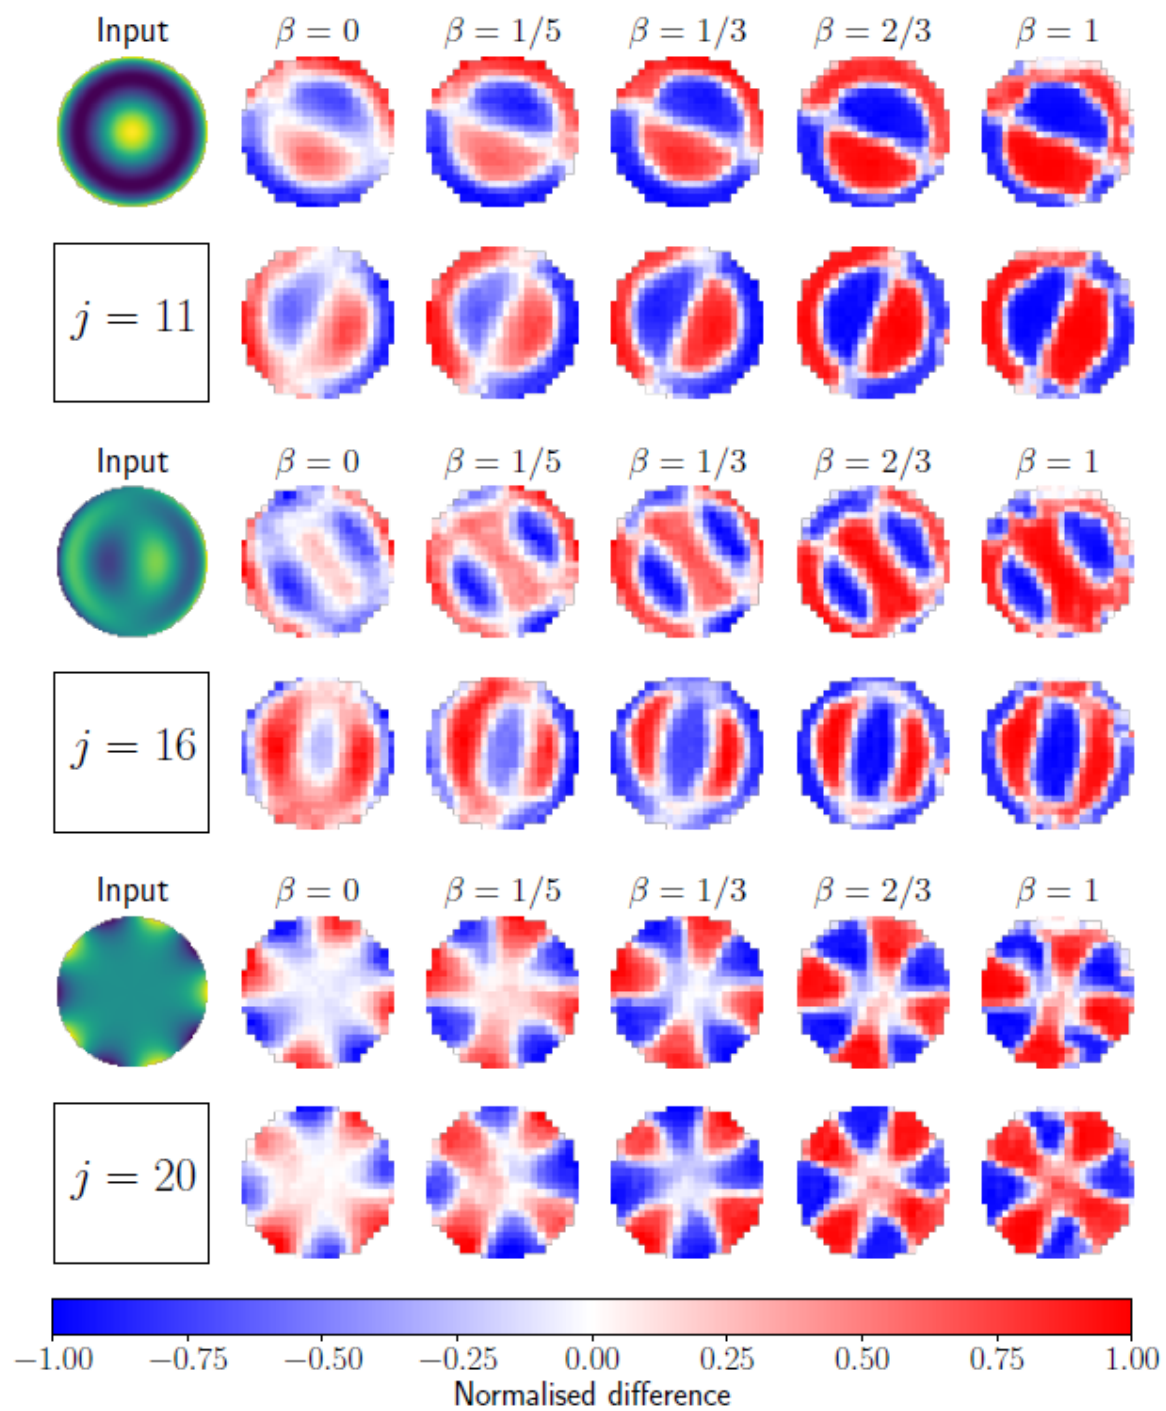 Input β = 0 β = 1/5 β = 1/3 β = 2/3 β = 1
j = 11
Input β = 0 β = 1/5 β = 1/3 β = 2/3 β = 1
j = 16
Input β = 0 β = 1/5 β = 1/3 β = 2/3 β = 1
j = 20
−1.00 −0.75 −0.50 −0.25 0.00 0.25 0.50 0.75 1.00
Normalised difference